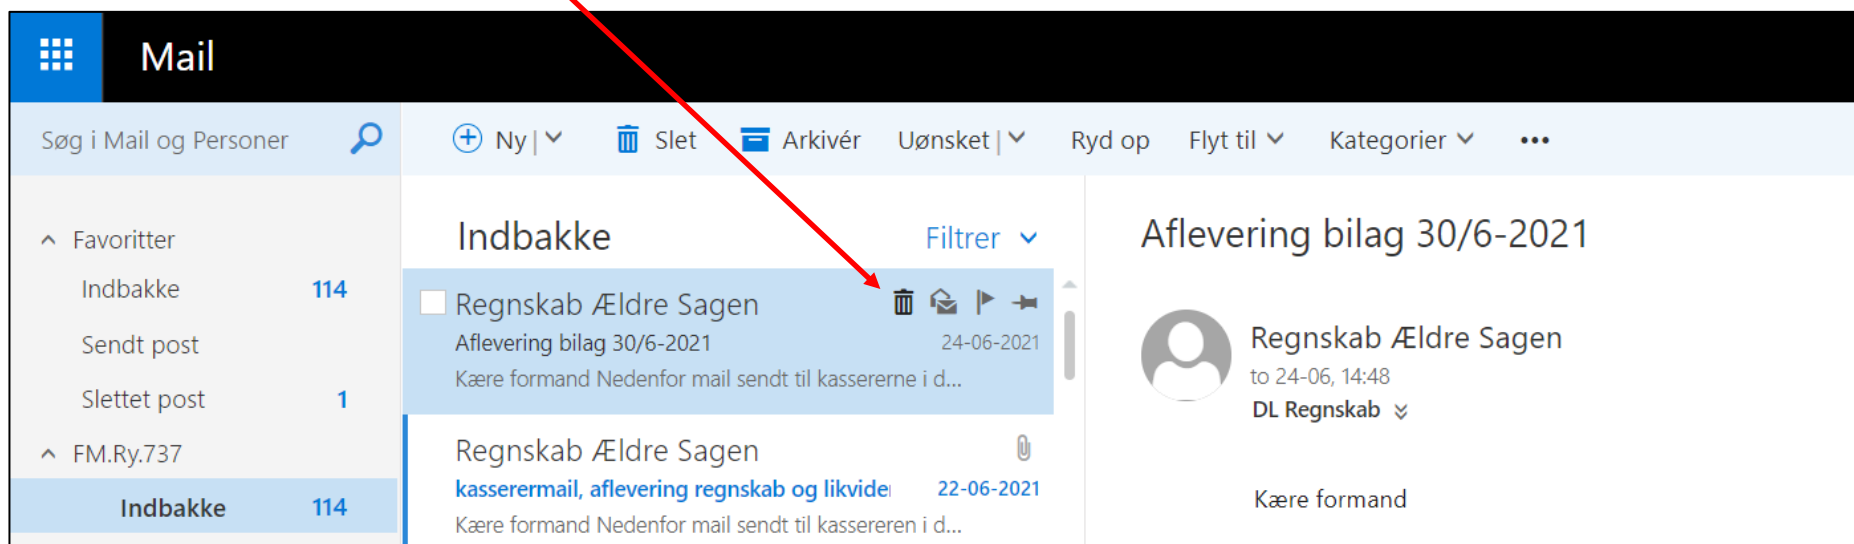 Mail
Søg i Mail og Personer
Ny | Slet Arkivér Uønsket | Ryd op Flyt til Kategorier •••
Favoritter
Indbakke 114
Sendt post
Slettet post 1
FM.Ry.737
Indbakke 114
Indbakke Filtrer
Regnskab Ældre Sagen
Aflevering bilag 30/6-2021 24-06-2021
Kære formand Nedenfor mail sendt til kassererne i d...
Regnskab Ældre Sagen
kasserermail, aflevering regnskab og likvide 22-06-2021
Kære formand Nedenfor mail sendt til kassereren i d...
Aflevering bilag 30/6-2021
Regnskab Ældre Sagen
to 24-06, 14:48
DL Regnskab
Kære formand